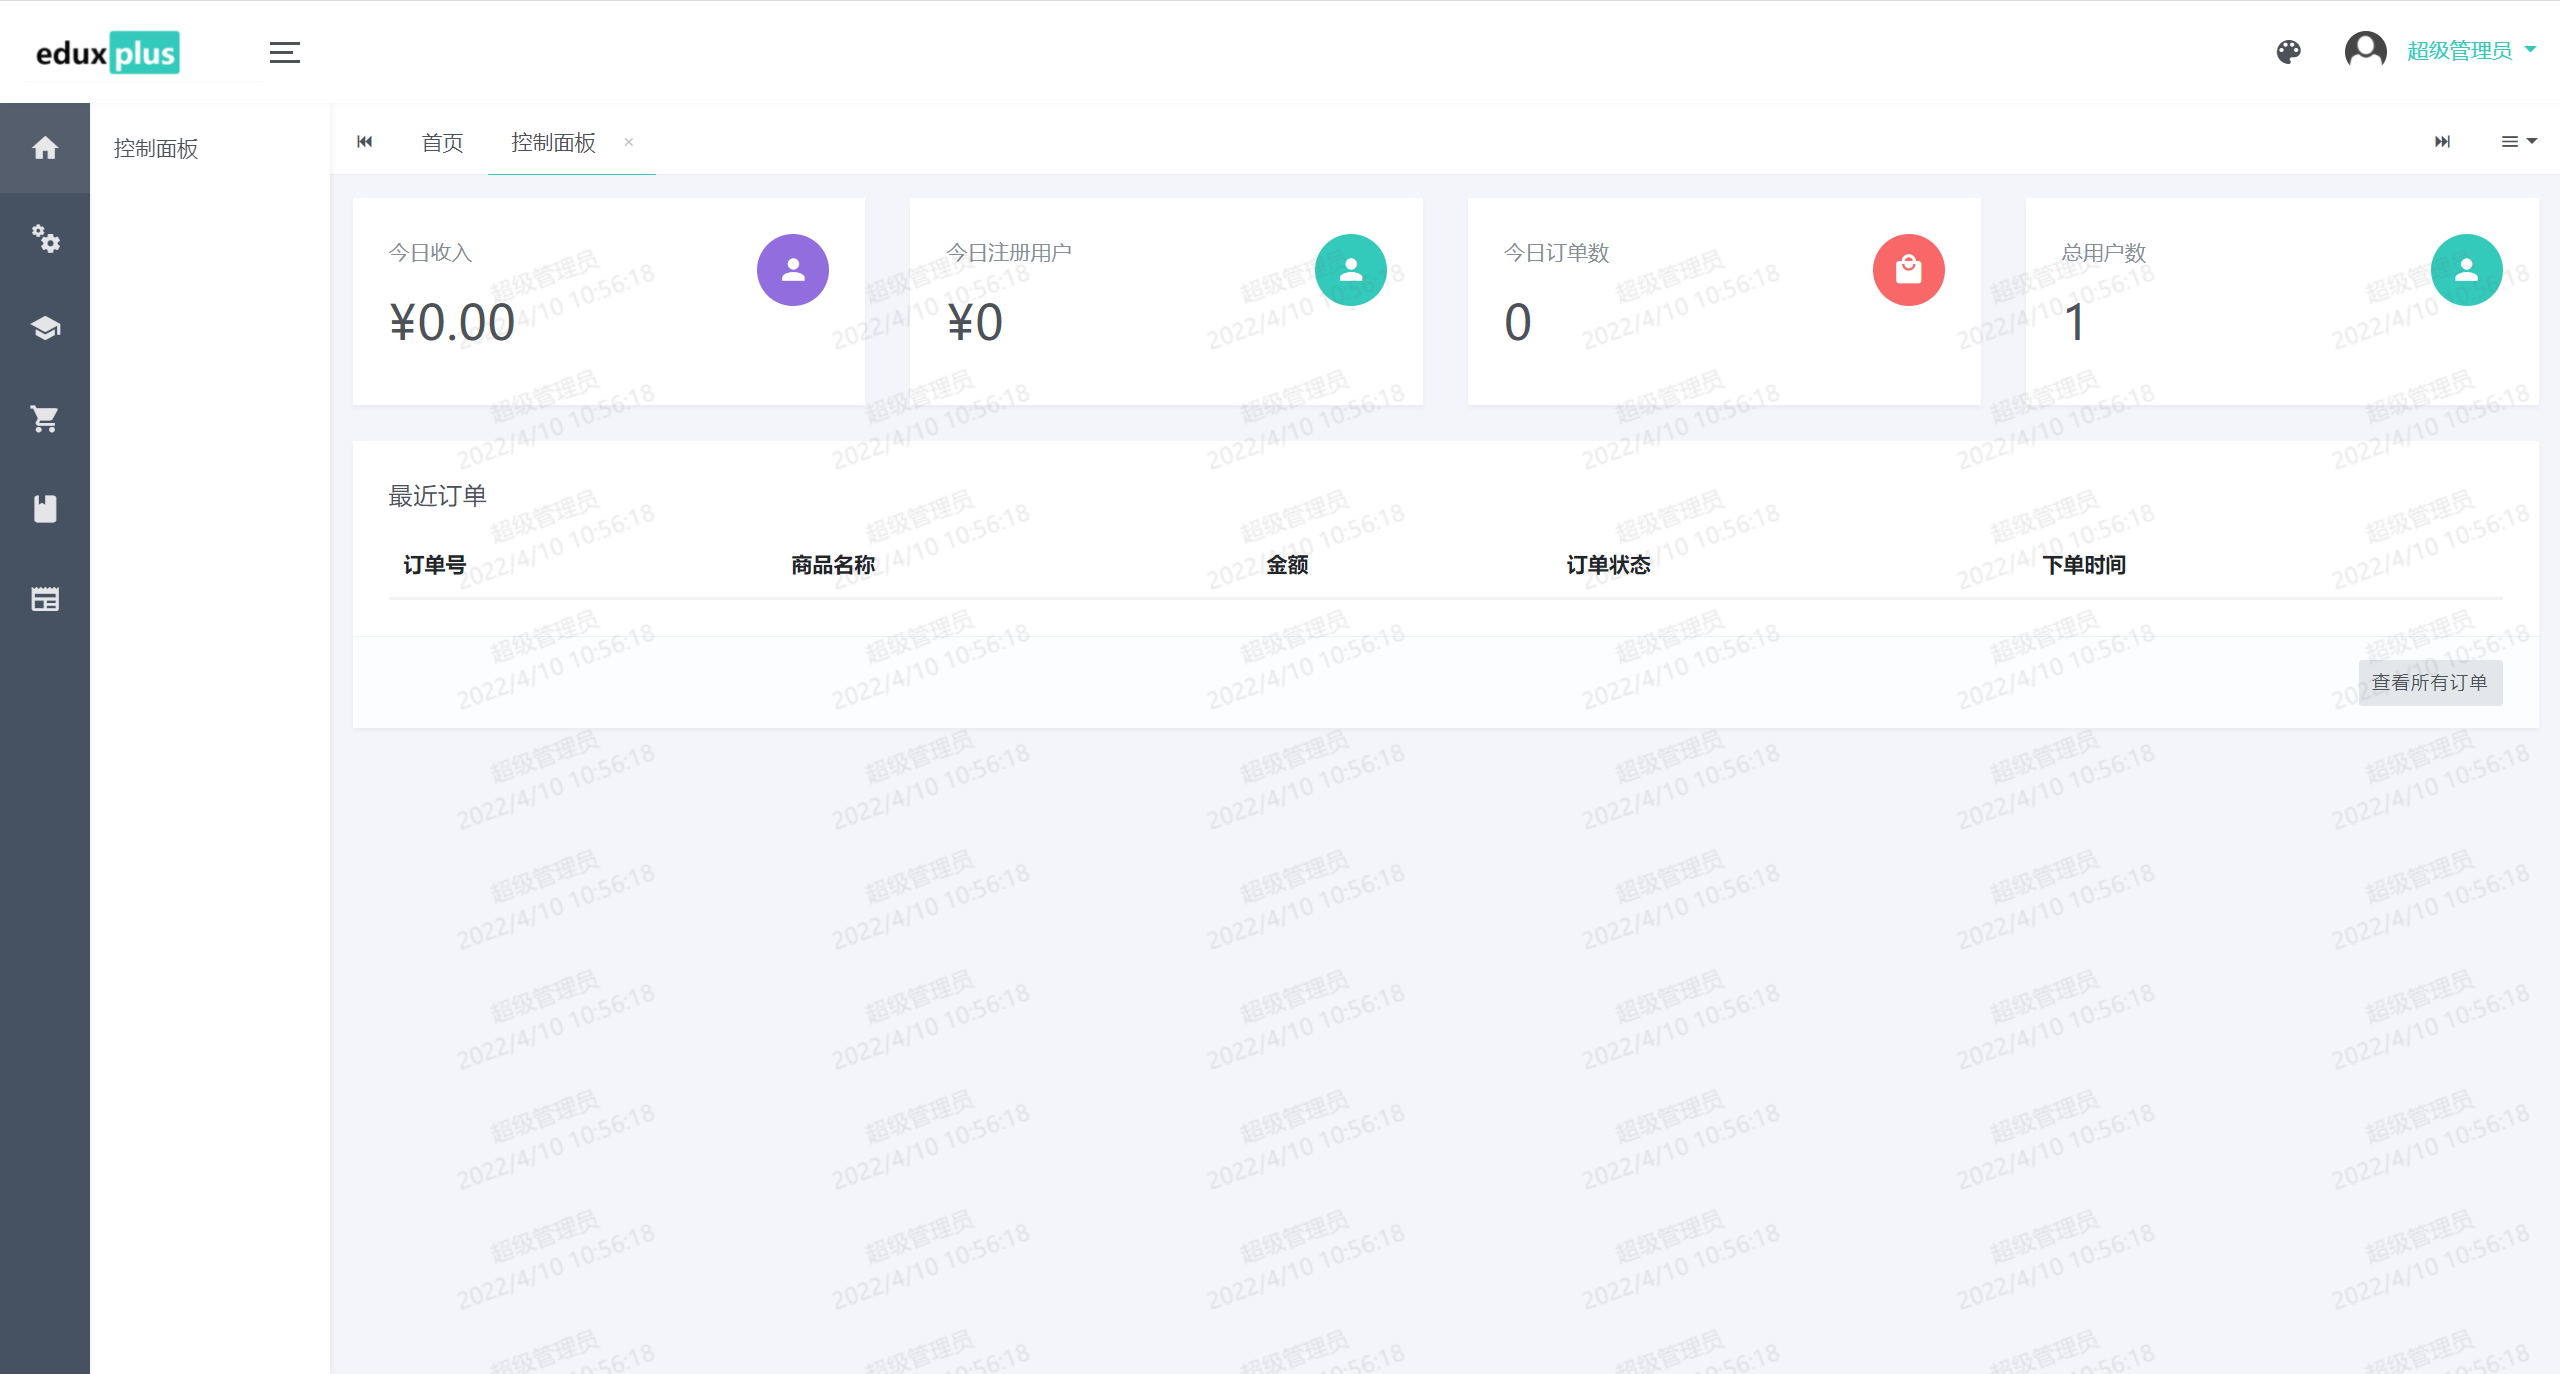 eduxplus
超级管理员
控制面板
首页 控制面板 ×
今日收入 今日注册用户 今日订单数 总用户数
¥0.00 ¥0 0 1
最近订单
订单号 商品名称 金额 订单状态 下单时间
查看所有订单
超级管理员
2022/4/10 10:56:18